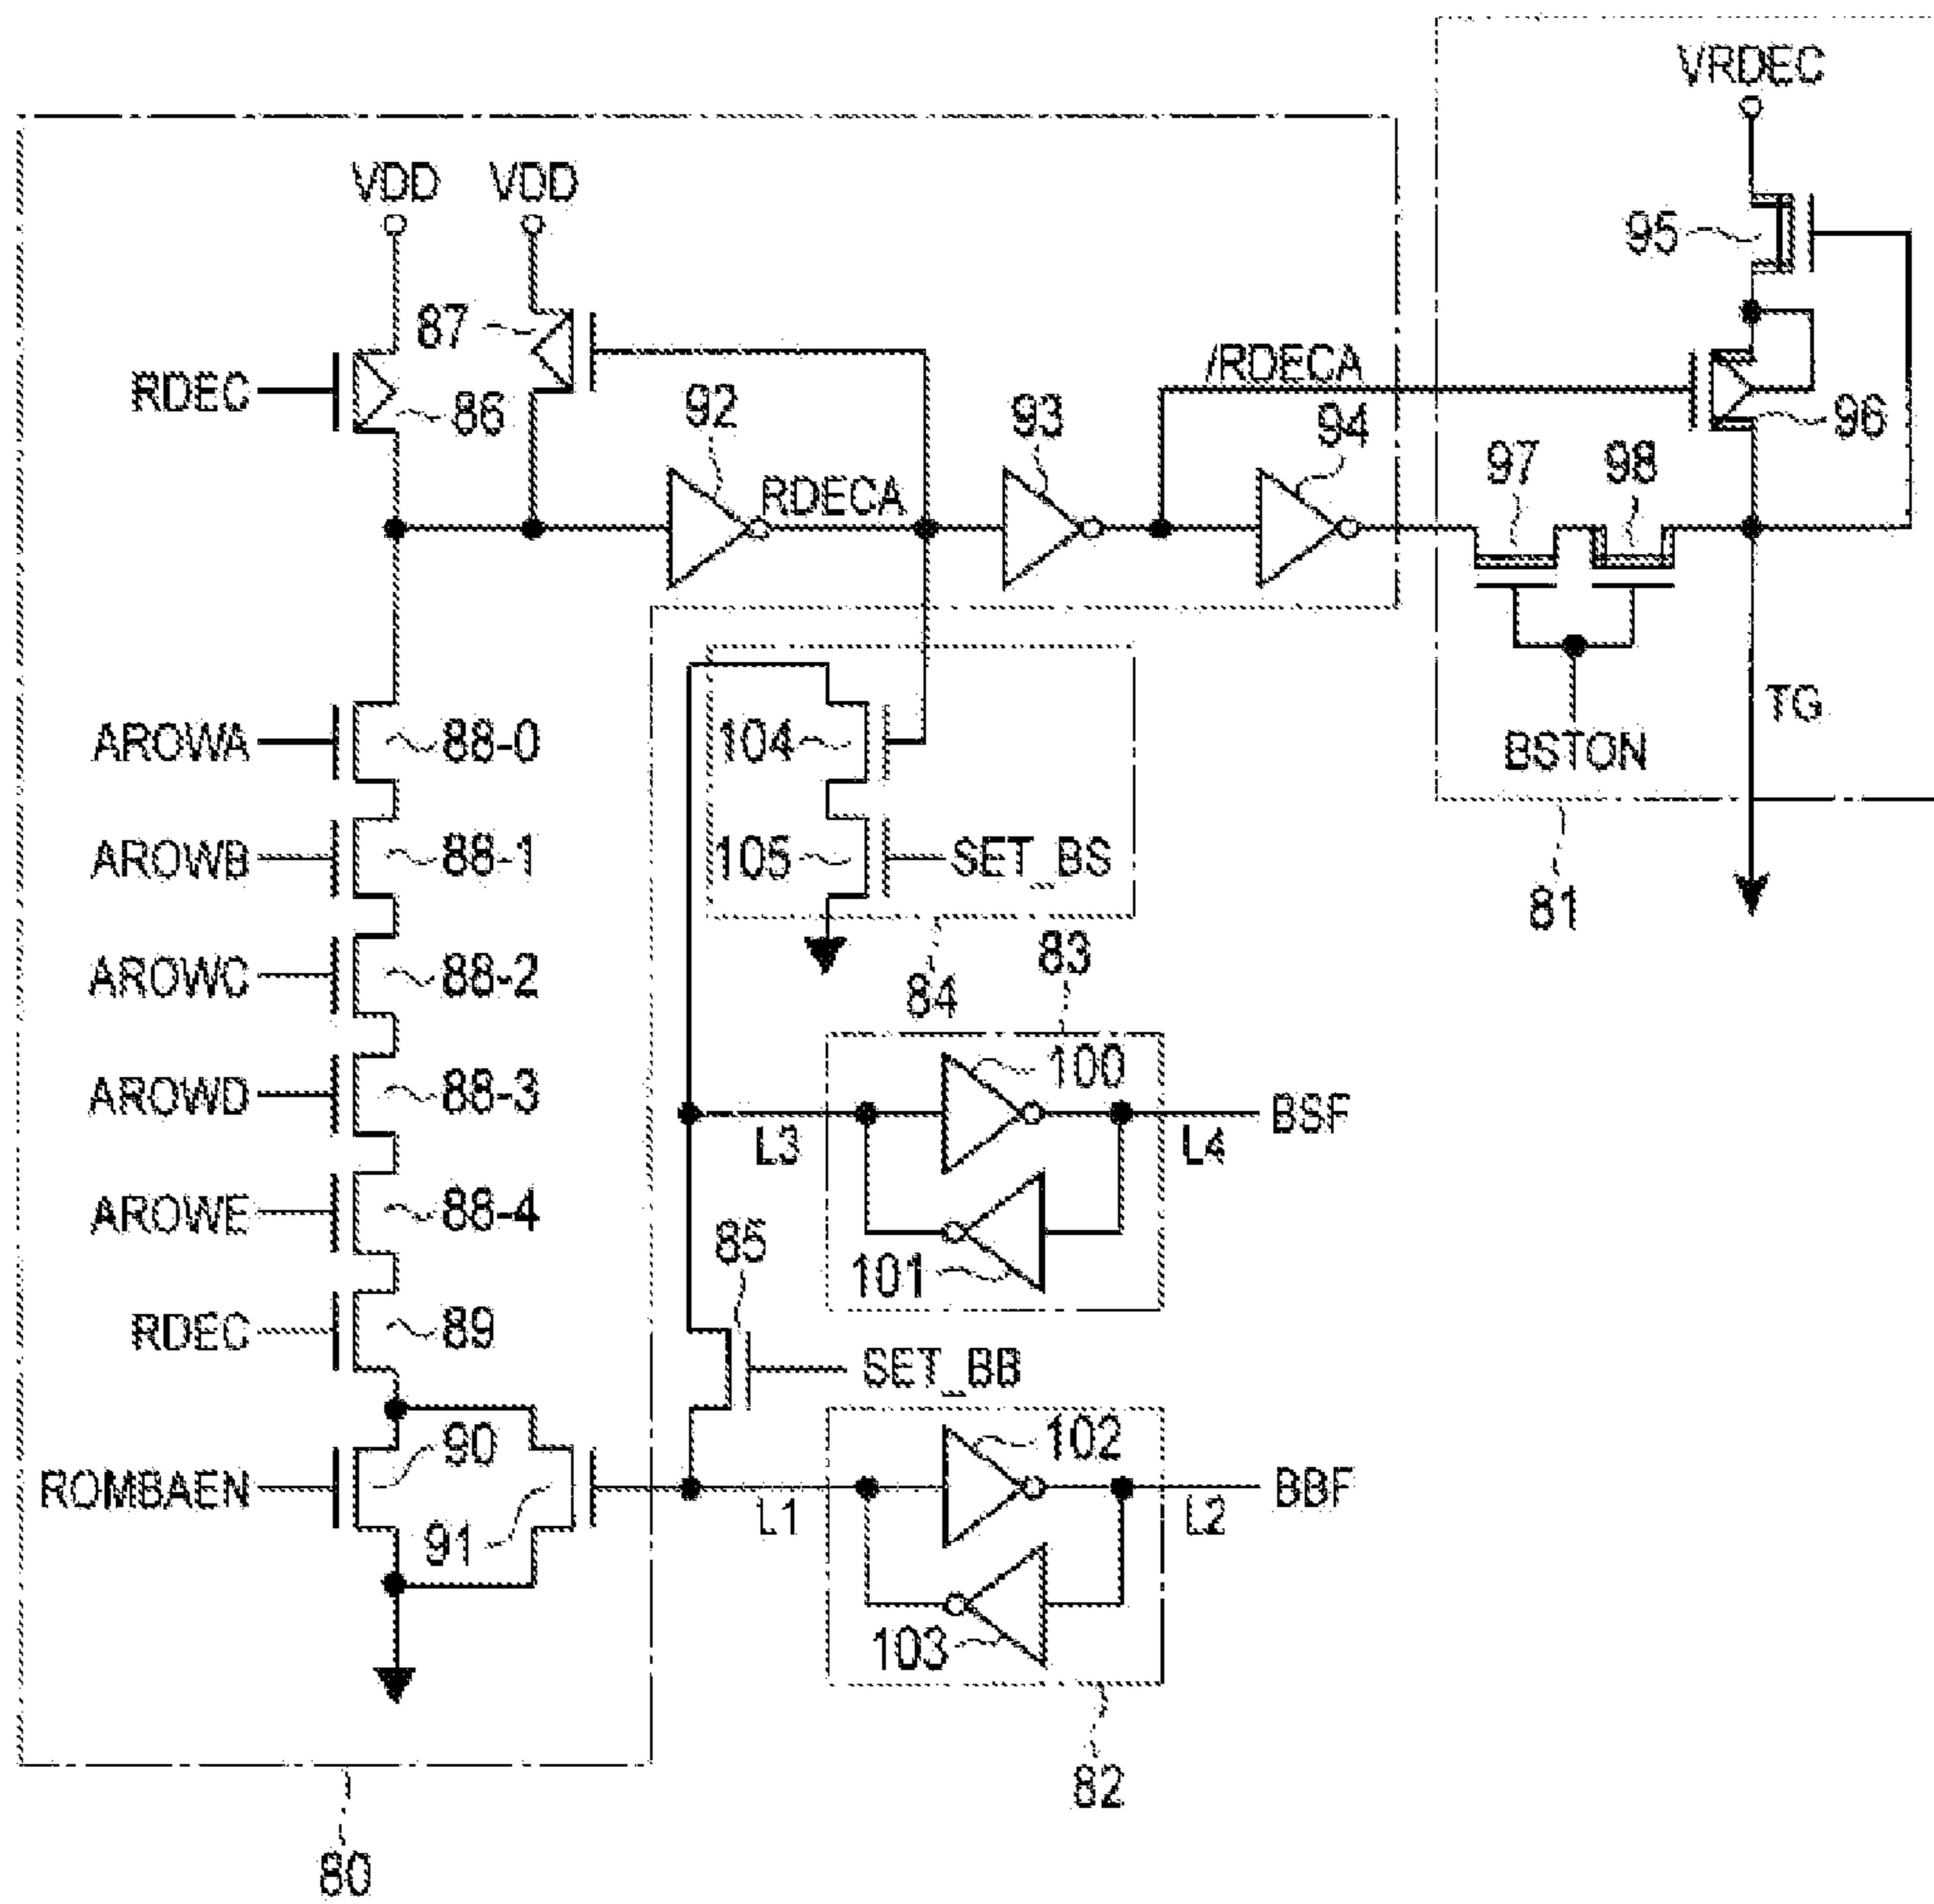 VRDEC
VDD VDD
95
87
RDEC
86
/RDECA
92
93
94
96
RDECA
97
98
AROWA
88-0
104
TG
BSTON
AROWB
88-1
105
SET_BS
81
AROWC
88-2
84
83
AROWD
88-3
100
L3
L4
BSF
AROWE
88-4
85
101
RDEC
89
SET_BB
ROMBAEN
90
91
102
L1
L2
BBF
103
82
80